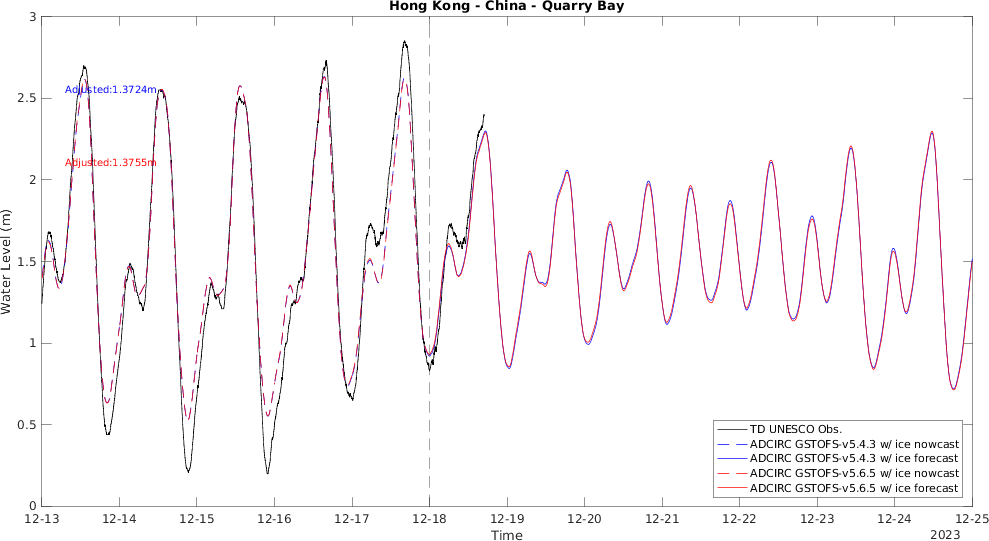 Hong Kong - China - Quarry Bay
Water Level (m)
3
2.5
2
1.5
1
0.5
0
Adjusted:1.3724m
Adjusted:1.3755m
TD UNESCO Obs.
ADCIRC GSTOFS-v5.4.3 w/ ice nowcast
ADCIRC GSTOFS-v5.4.3 w/ ice forecast
ADCIRC GSTOFS-v5.6.5 w/ ice nowcast
ADCIRC GSTOFS-v5.6.5 w/ ice forecast
12-13 12-14 12-15 12-16 12-17 12-18 12-19 12-20 12-21 12-22 12-23 12-24 12-25
Time
2023